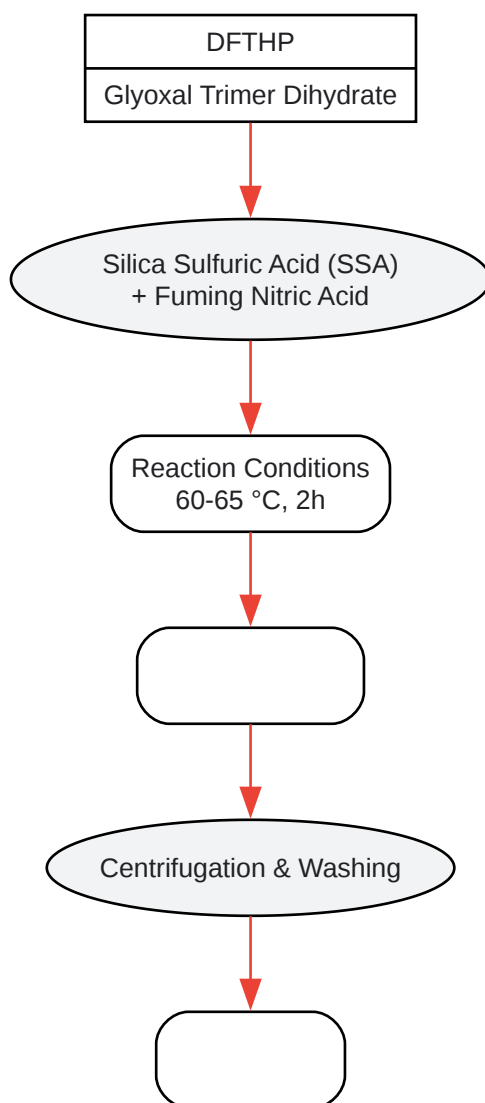 DFTHP
Glyoxal Trimer Dihydrate
Silica Sulfuric Acid (SSA)
+ Fuming Nitric Acid
Reaction Conditions
60-65 °C, 2h
Centrifugation & Washing